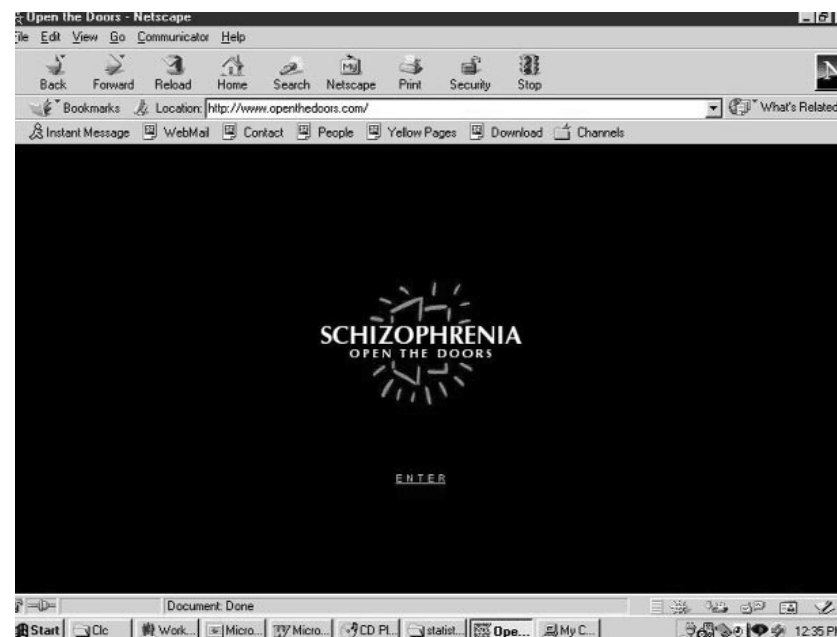 Open the Doors - Netscape
File Edit View Go Communicator Help
Back Forward Reload Home Search Netscape Print Security Stop
My
N
Bookmarks Location: http://www.openthedoors.com/ What's Related
Instant Message WebMail Contact People Yellow Pages Download Channels
SCHIZOPHRENIA
OPEN THE DOORS
ENTER
Document: Done
Start Clc Work... Micro... Micro... CD Pl... statist... Ope... My C... 12:35 P